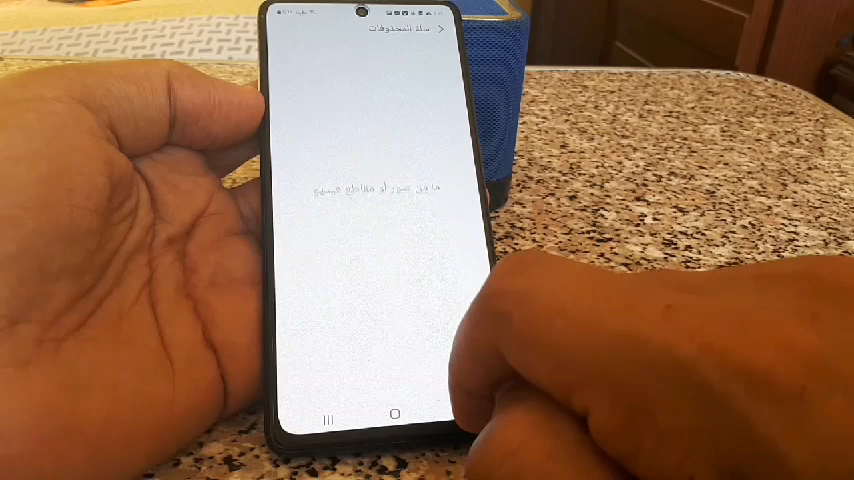 سلة المحذوفات
ما من صور أو مقاطع فيديو